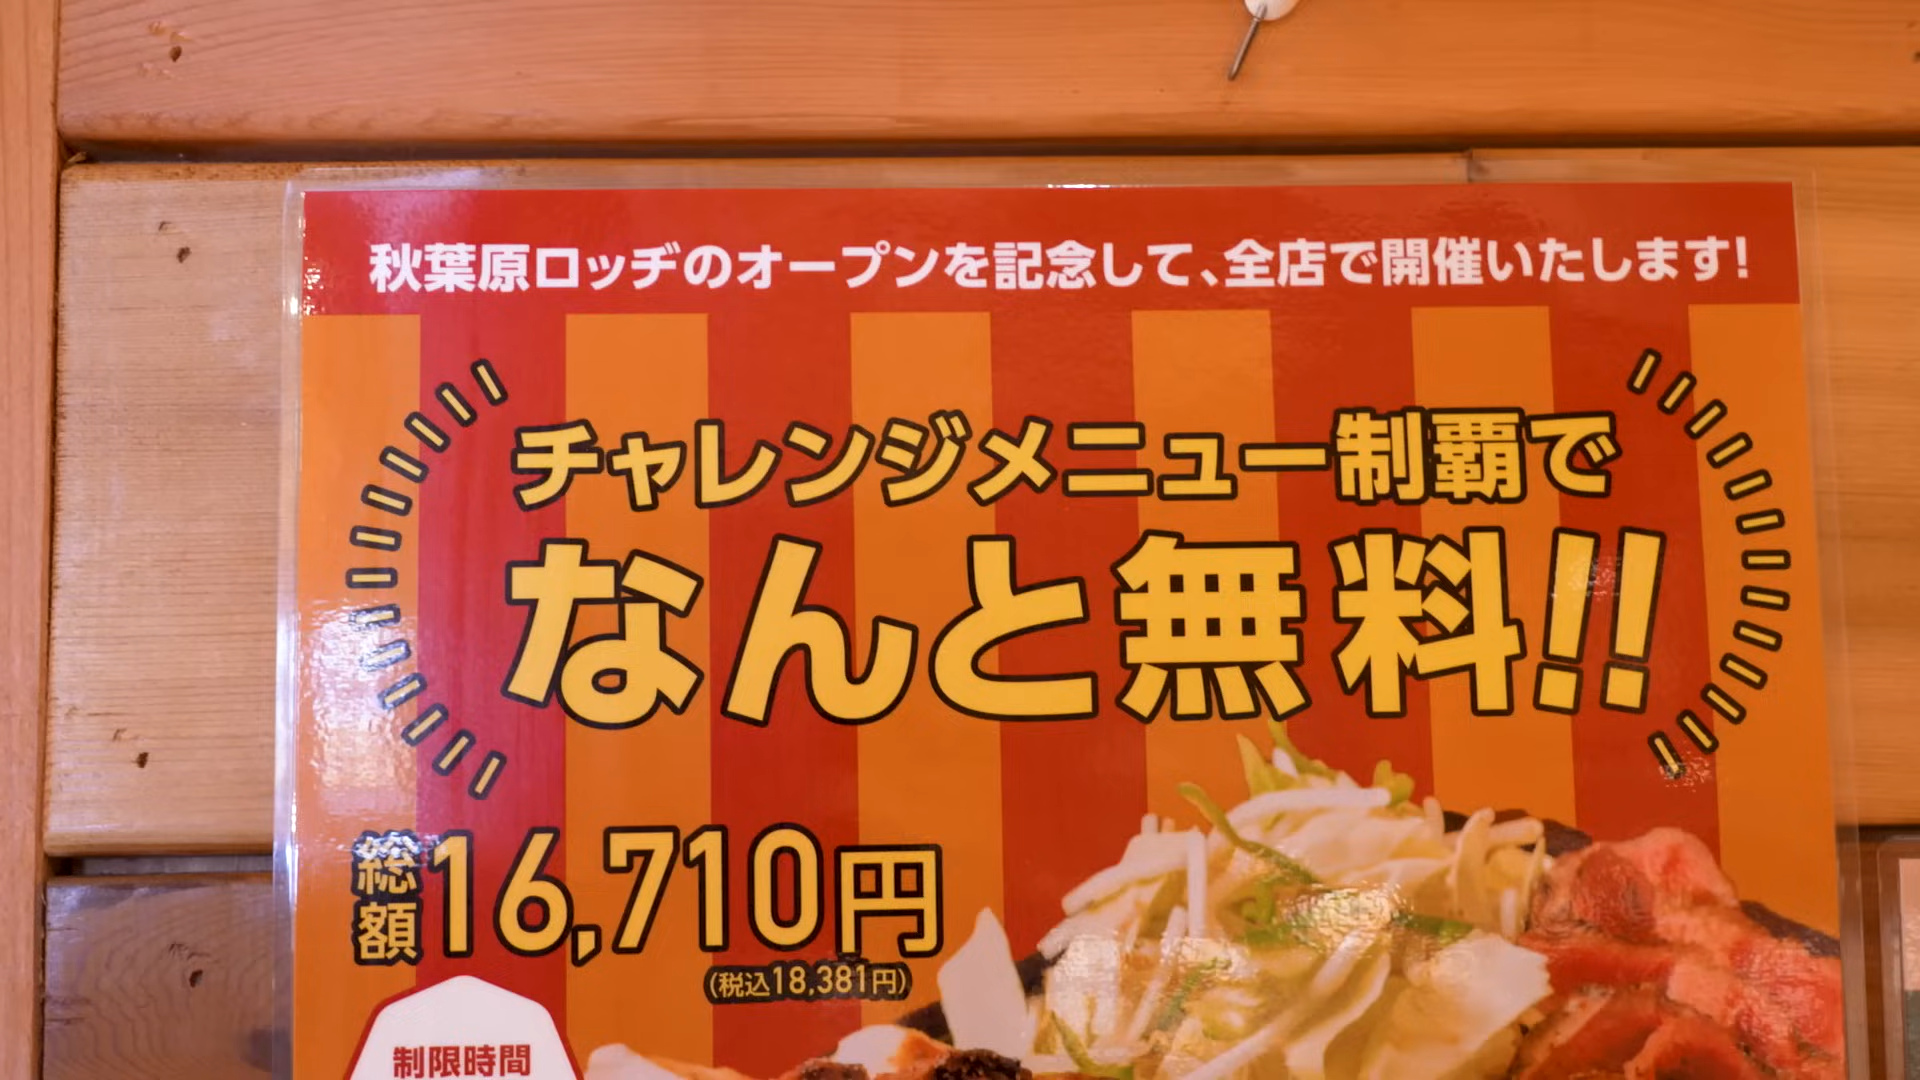 秋葉原ロッヂのオープンを記念して、全店で開催いたします!
チャレンジメニュー制覇で
なんと無料!!
総額16,710円
(税込18,381円)
制限時間